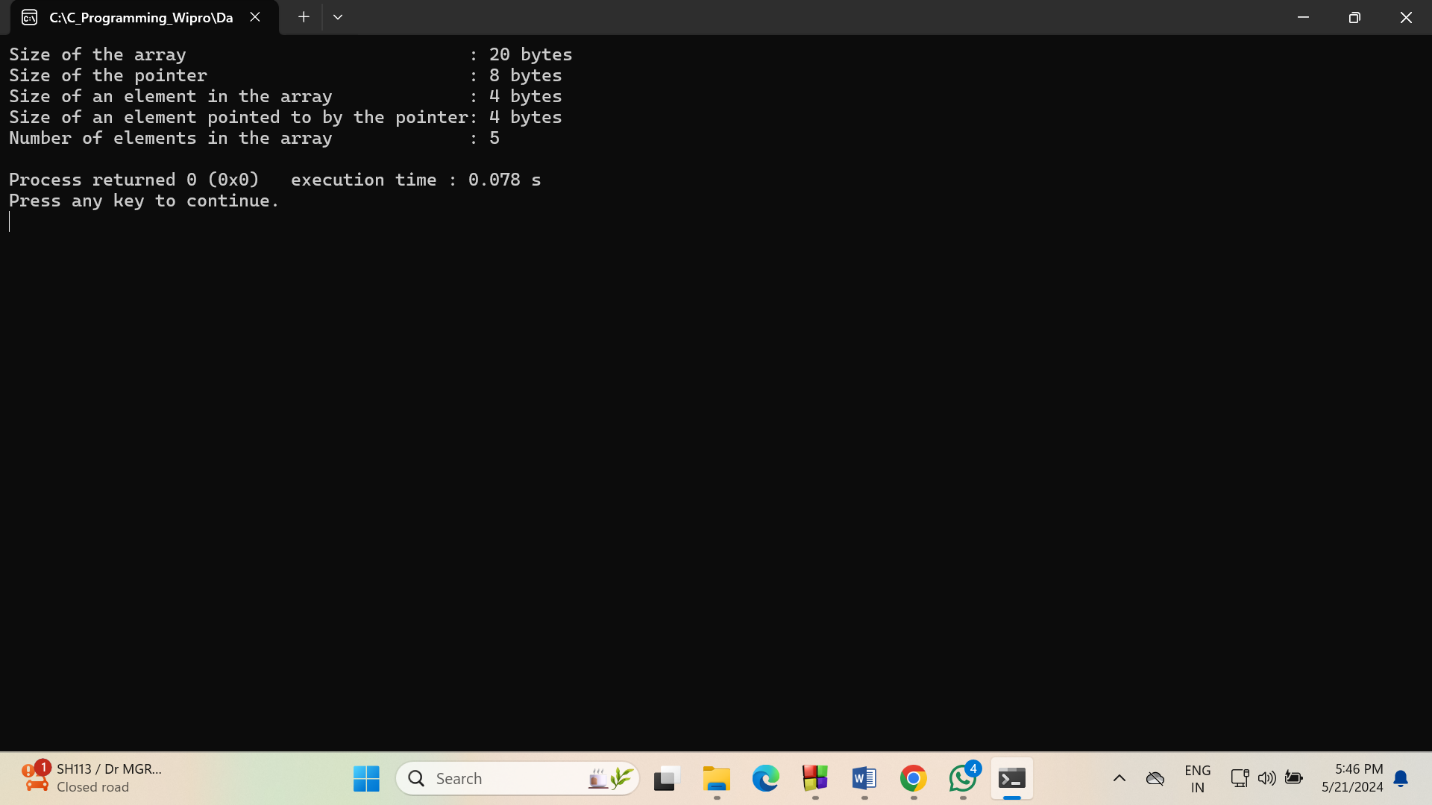 C:\C_Programming_Wipro\Da
Size of the array : 20 bytes
Size of the pointer : 8 bytes
Size of an element in the array : 4 bytes
Size of an element pointed to by the pointer: 4 bytes
Number of elements in the array : 5
Process returned 0 (0x0)   execution time : 0.078 s
Press any key to continue.
1
SH113 / Dr MGR...
Closed road
Search
W
4
ENG
IN
5:46 PM
5/21/2024